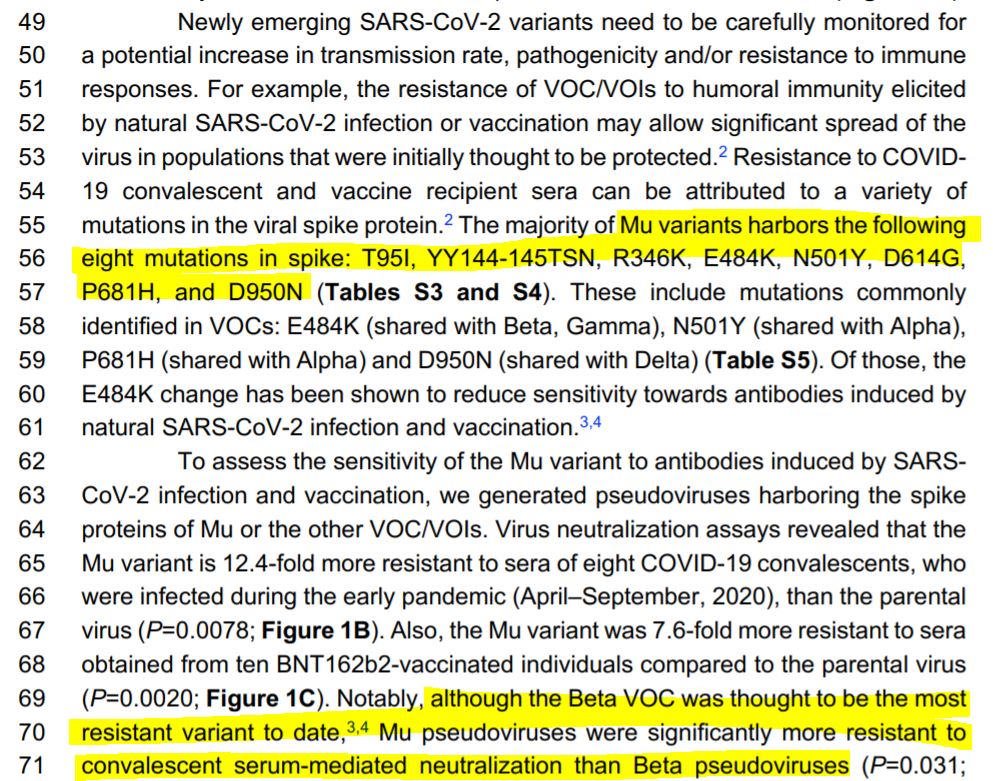 49 Newly emerging SARS-CoV-2 variants need to be carefully monitored for
50 a potential increase in transmission rate, pathogenicity and/or resistance to immune
51 responses. For example, the resistance of VOC/VOIs to humoral immunity elicited
52 by natural SARS-CoV-2 infection or vaccination may allow significant spread of the
53 virus in populations that were initially thought to be protected.2 Resistance to COVID-
54 19 convalescent and vaccine recipient sera can be attributed to a variety of
55 mutations in the viral spike protein.2 The majority of Mu variants harbors the following
56 eight mutations in spike: T95I, YY144-145TSN, R346K, E484K, N501Y, D614G,
57 P681H, and D950N (Tables S3 and S4). These include mutations commonly
58 identified in VOCs: E484K (shared with Beta, Gamma), N501Y (shared with Alpha),
59 P681H (shared with Alpha) and D950N (shared with Delta) (Table S5). Of those, the
60 E484K change has been shown to reduce sensitivity towards antibodies induced by
61 natural SARS-CoV-2 infection and vaccination.3,4
62 To assess the sensitivity of the Mu variant to antibodies induced by SARS-
63 CoV-2 infection and vaccination, we generated pseudoviruses harboring the spike
64 proteins of Mu or the other VOC/VOIs. Virus neutralization assays revealed that the
65 Mu variant is 12.4-fold more resistant to sera of eight COVID-19 convalescents, who
66 were infected during the early pandemic (April–September, 2020), than the parental
67 virus (P=0.0078; Figure 1B). Also, the Mu variant was 7.6-fold more resistant to sera
68 obtained from ten BNT162b2-vaccinated individuals compared to the parental virus
69 (P=0.0020; Figure 1C). Notably, although the Beta VOC was thought to be the most
70 resistant variant to date,3,4 Mu pseudoviruses were significantly more resistant to
71 convalescent serum-mediated neutralization than Beta pseudoviruses (P=0.031;